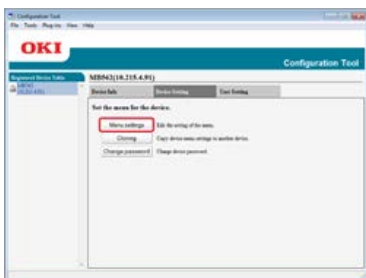 Configuration Tool
File Tools Plug-in View Help
OKI
Configuration Tool
Registered Device Table
MB562(10.215.4.91)
Device Info
Device Setting
User Setting
Set the menu for the device.
Menu settings
Edit the setting of the menu.
Cloning
Copy device menu settings to another device.
Change password
Change device password.